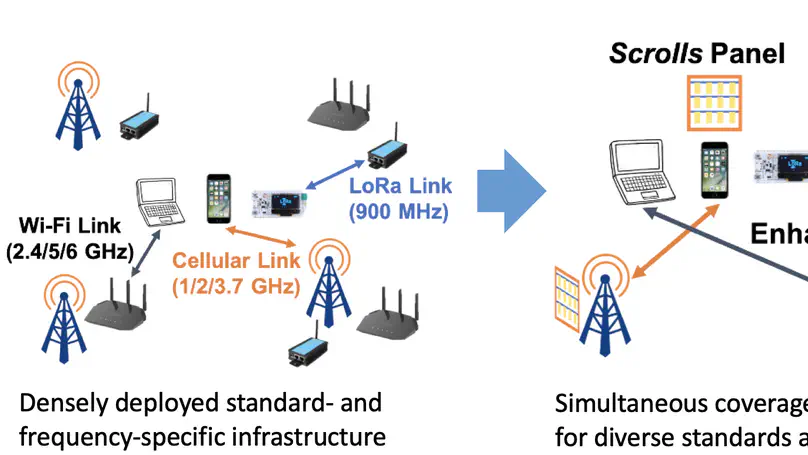 Scrolls Panel
LoRa Link
(900 MHz)
Wi-Fi Link
(2.4/5/6 GHz)
Cellular Link
(1/2/3.7 GHz)
Densely deployed standard- and
frequency-specific infrastructure
Simultaneous coverage
for diverse standards